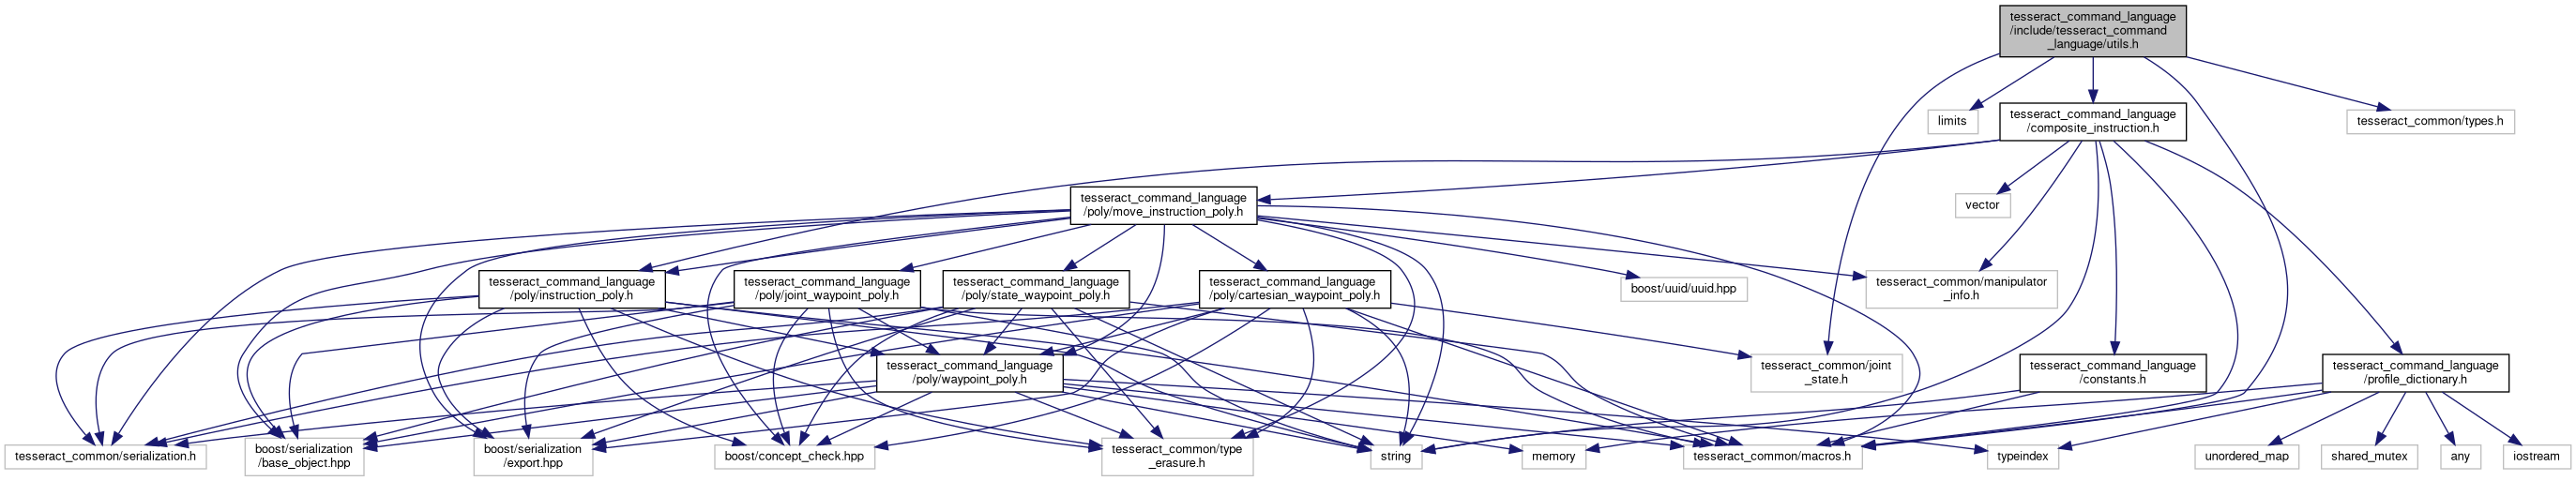 tesseract_command_language
/include/tesseract_command
_language/utils.h
limits
tesseract_command_language
/composite_instruction.h
tesseract_common/types.h
tesseract_command_language
/poly/move_instruction_poly.h
vector
tesseract_command_language
/poly/instruction_poly.h
tesseract_command_language
/poly/joint_waypoint_poly.h
tesseract_command_language
/poly/state_waypoint_poly.h
tesseract_command_language
/poly/cartesian_waypoint_poly.h
boost/uuid/uuid.hpp
tesseract_common/manipulator
_info.h
tesseract_command_language
/poly/waypoint_poly.h
tesseract_common/joint
_state.h
tesseract_command_language
/constants.h
tesseract_command_language
/profile_dictionary.h
tesseract_common/serialization.h
boost/serialization
/base_object.hpp
boost/serialization
/export.hpp
boost/concept_check.hpp
tesseract_common/type
_erasure.h
string
memory
tesseract_common/macros.h
typeindex
unordered_map
shared_mutex
any
iostream